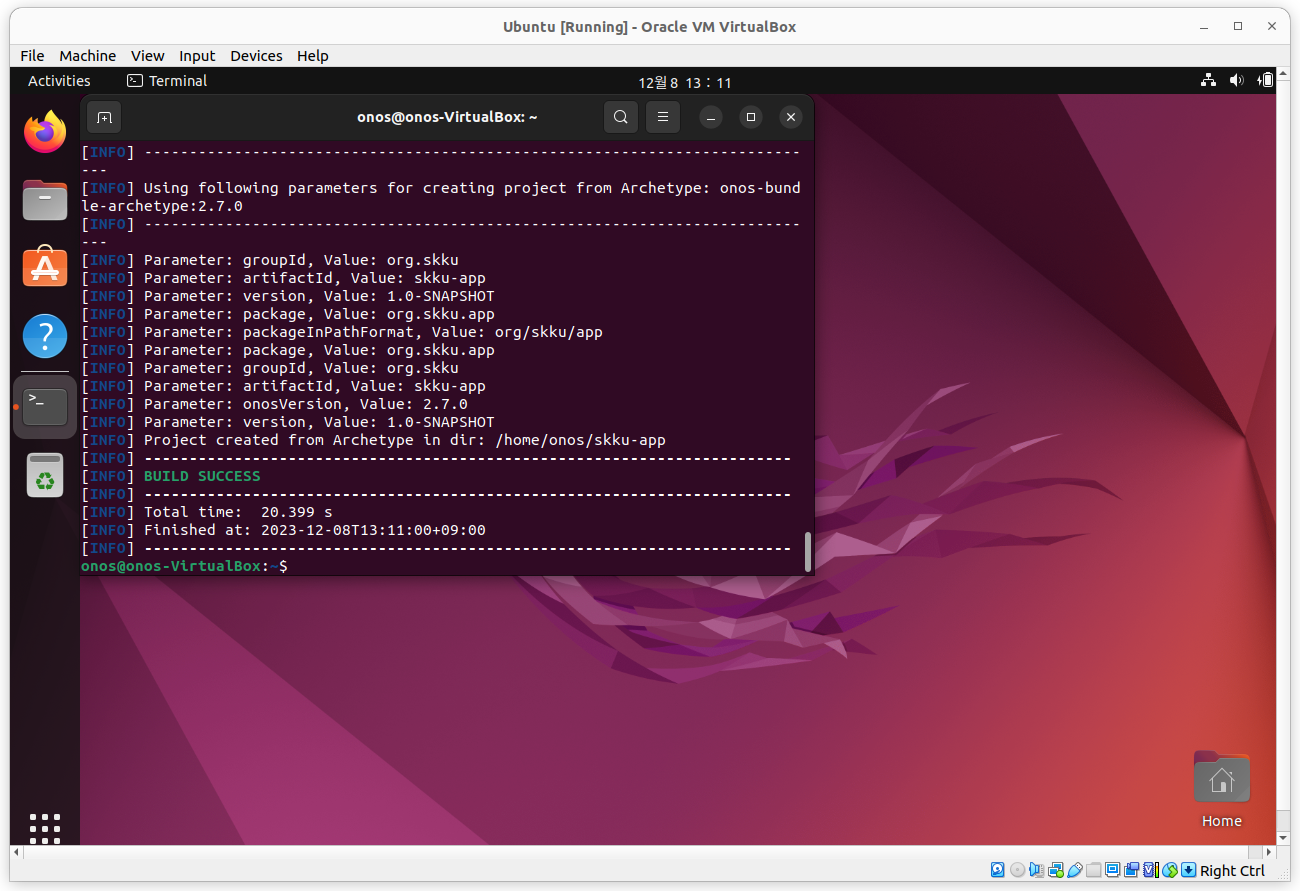 Ubuntu [Running] - Oracle VM VirtualBox
File Machine View Input Devices Help
Activities Terminal 12월 8 13 : 11
onos@onos-VirtualBox: ~
[INFO] -------------------------------------------------------------------------
---
[INFO] Using following parameters for creating project from Archetype: onos-bund
le-archetype:2.7.0
[INFO] -------------------------------------------------------------------------
---
[INFO] Parameter: groupId, Value: org.skku
[INFO] Parameter: artifactId, Value: skku-app
[INFO] Parameter: version, Value: 1.0-SNAPSHOT
[INFO] Parameter: package, Value: org.skku.app
[INFO] Parameter: packageInPathFormat, Value: org/skku/app
[INFO] Parameter: package, Value: org.skku.app
[INFO] Parameter: groupId, Value: org.skku
[INFO] Parameter: artifactId, Value: skku-app
[INFO] Parameter: onosVersion, Value: 2.7.0
[INFO] Parameter: version, Value: 1.0-SNAPSHOT
[INFO] Project created from Archetype in dir: /home/onos/skku-app
[INFO] ------------------------------------------------------------------------
[INFO] BUILD SUCCESS
[INFO] ------------------------------------------------------------------------
[INFO] Total time:  20.399 s
[INFO] Finished at: 2023-12-08T13:11:00+09:00
[INFO] ------------------------------------------------------------------------
onos@onos-VirtualBox:~$
Home
Right Ctrl